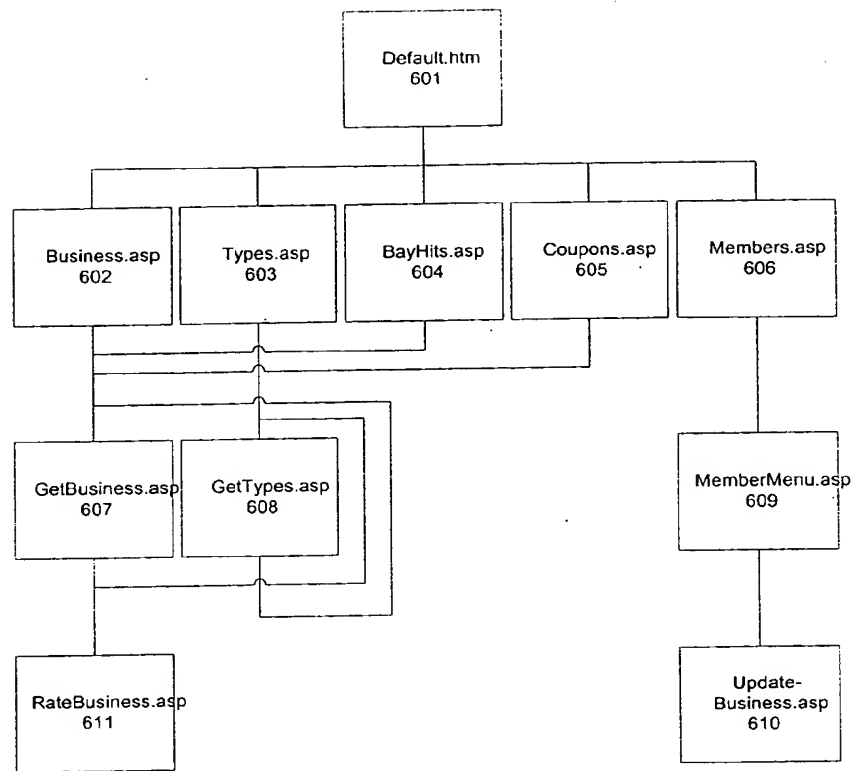 Default.htm
601
Business.asp
602
Types.asp
603
BayHits.asp
604
Coupons.asp
605
Members.asp
606
GetBusiness.asp
607
GetTypes.asp
608
MemberMenu.asp
609
RateBusiness.asp
611
Update-
Business.asp
610